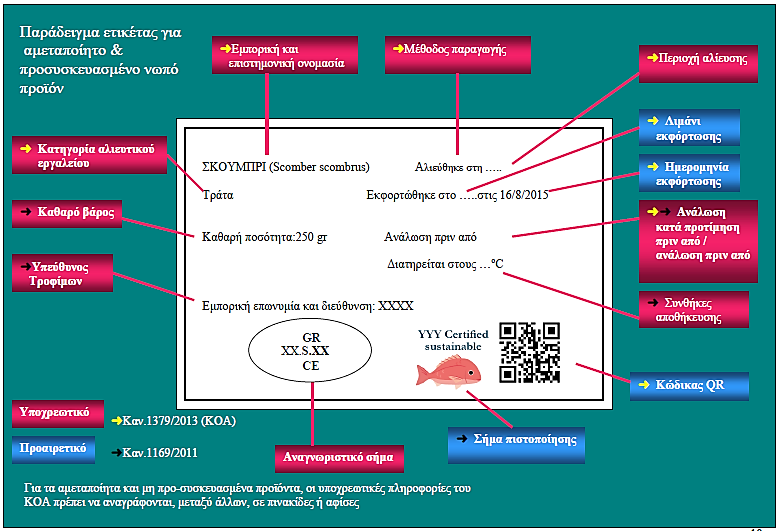 Παράδειγμα ετικέτας για
αμεταποίητο &
προσυσκευασμένο νωπό
προϊόν
➔Εμπορική και
επιστημονική ονομασία
➔Μέθοδος παραγωγής
➔Περιοχή αλίευσης
➔ Λιμάνι
εκφόρτωσης
➔ Ημερομηνία
εκφόρτωσης
➔ Κατηγορία αλιευτικού
εργαλείου
➔ Καθαρό βάρος
➔Υπεύθυνος
Τροφίμων
ΣΚΟΥΜΠΡΙ (Scomber scombrus)
Αλιεύθηκε στη …..
Τράτα
Εκφορτώθηκε στο …..στις 16/8/2015
Καθαρή ποσότητα:250 gr
Ανάλωση πριν από
Διατηρείται στους …°C
Εμπορική επωνυμία και διεύθυνση: XXXX
GR
XX.S.XX
CE
YYY Certified
sustainable
➔➔ Ανάλωση
κατά προτίμηση
πριν από /
ανάλωση πριν από
➔ Συνθήκες
αποθήκευσης
➔ Κώδικας QR
➔ Σήμα πιστοποίησης
Αναγνωριστικό σήμα
Υποχρεωτικό
➔Καν.1379/2013 (ΚΟΑ)
Προαιρετικό
➔Καν.1169/2011
Για τα αμεταποίητα και μη προ-συσκευασμένα προϊόντα, οι υποχρεωτικές πληροφορίες του
ΚΟΑ πρέπει να αναγράφονται, μεταξύ άλλων, σε πινακίδες ή αφίσες